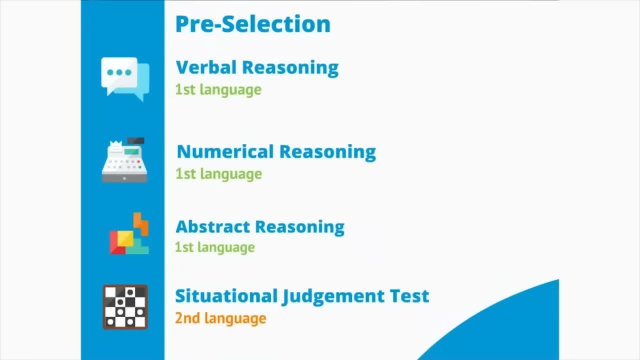 Pre-Selection
Verbal Reasoning
1st language
Numerical Reasoning
1st language
Abstract Reasoning
1st language
Situational Judgement Test
2nd language